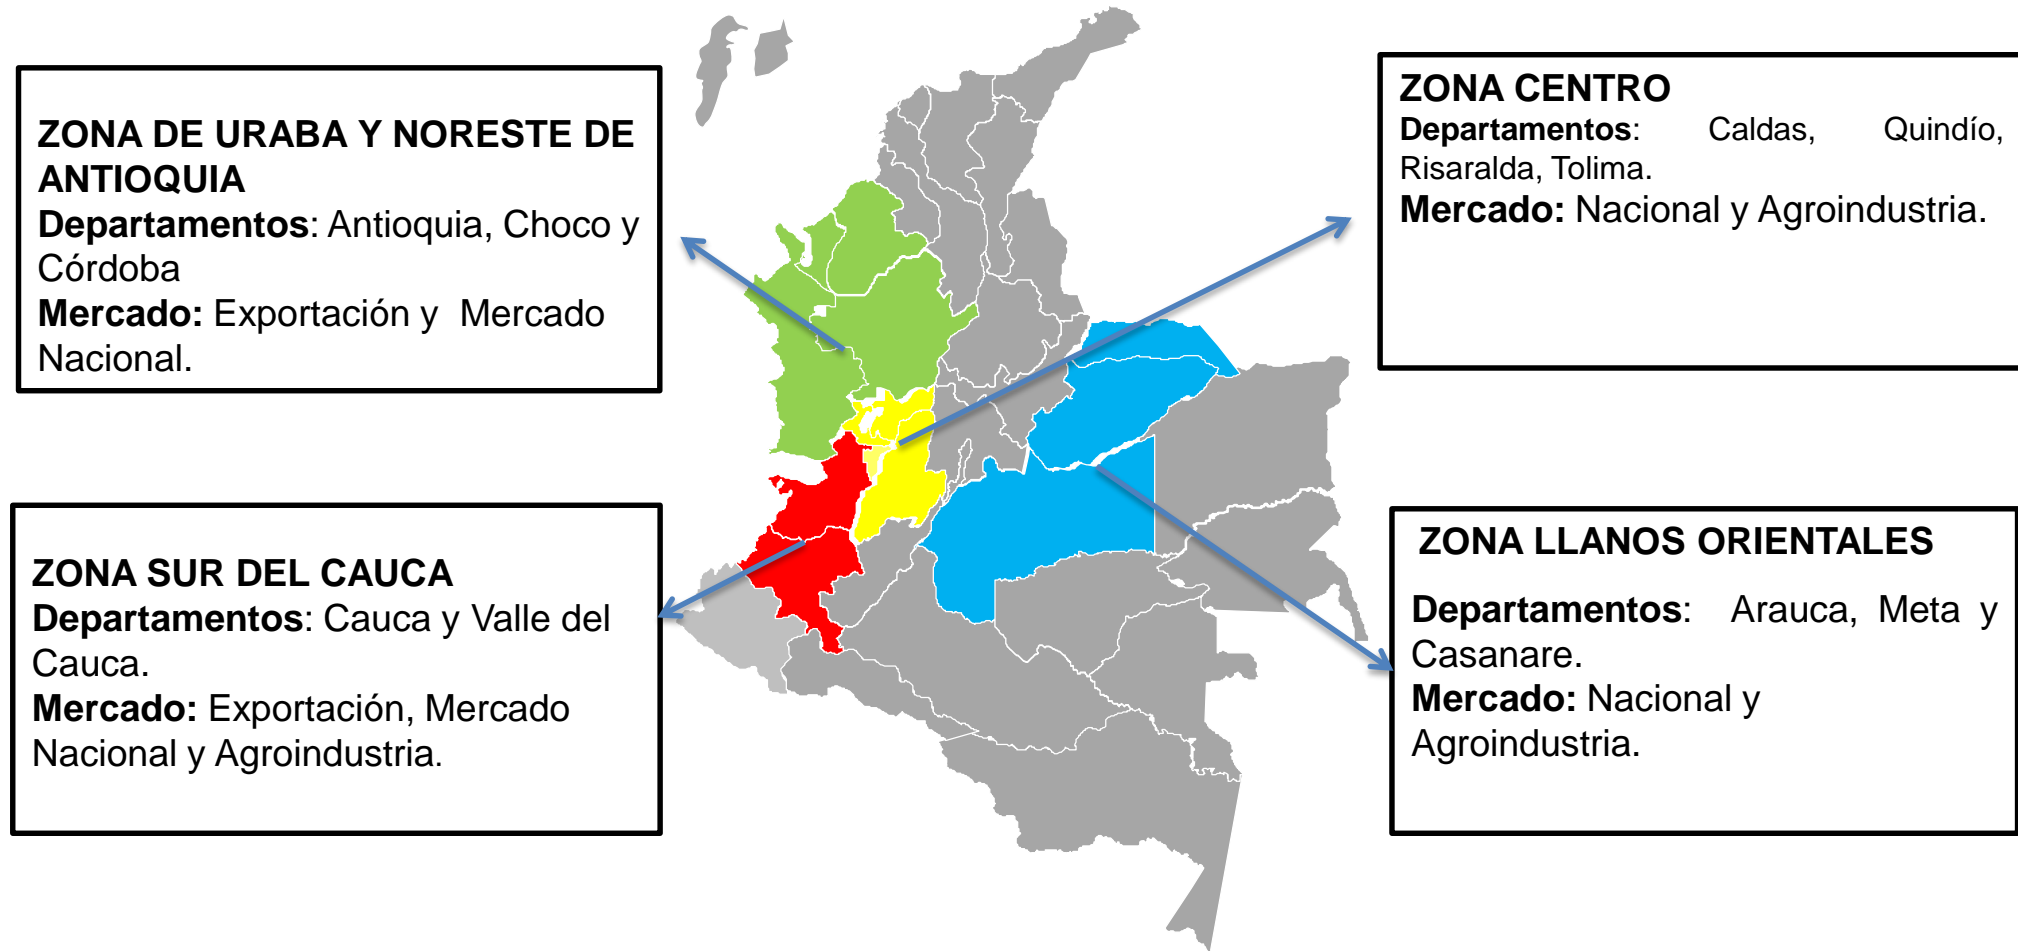 ZONA DE URABA Y NORESTE DE
ANTIOQUIA
Departamentos: Antioquia, Choco y
Córdoba
Mercado: Exportación y Mercado
Nacional.
ZONA CENTRO
Departamentos: Caldas, Quindío,
Risaralda, Tolima.
Mercado: Nacional y Agroindustria.
ZONA SUR DEL CAUCA
Departamentos: Cauca y Valle del
Cauca.
Mercado: Exportación, Mercado
Nacional y Agroindustria.
ZONA LLANOS ORIENTALES
Departamentos: Arauca, Meta y
Casanare.
Mercado: Nacional y
Agroindustria.